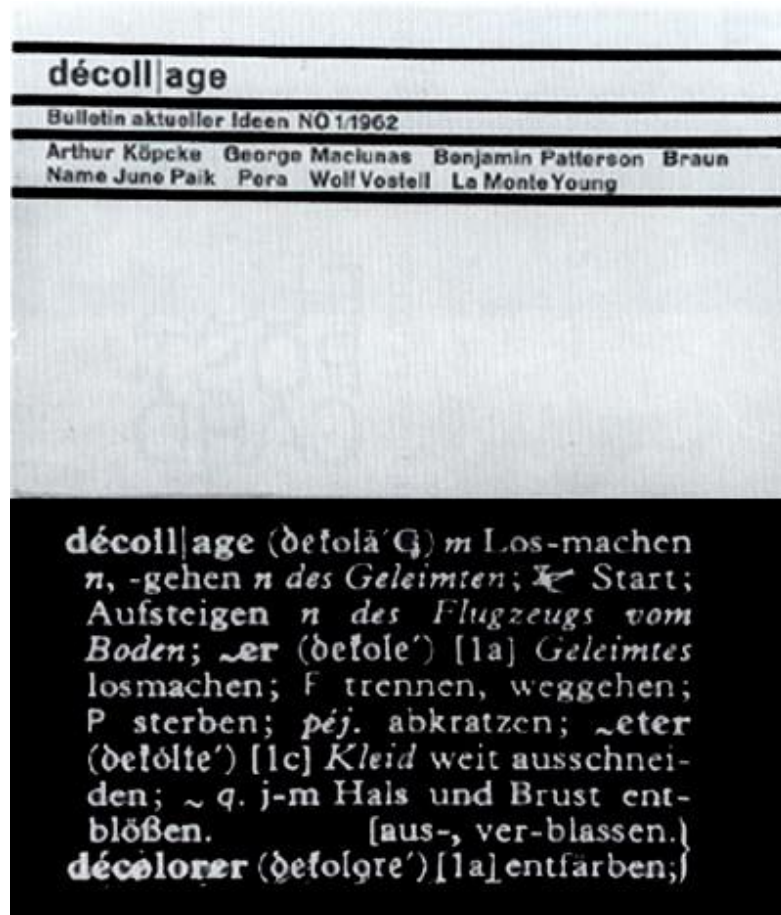 décoll|age
Bulletin aktueller Ideen NO 1/1962
Arthur Köpcke George Maciunas Benjamin Patterson Braun
Name June Paik Pera Wolf Vostell La Monte Young
décoll|age (dekolā´G) m Los-machen
n, -gehen n des Geleimten; Start;
Aufsteigen n des Flugzeugs vom
Boden; ~er (dekole´) [1a] Geleimtes
losmachen; F trennen, weggehen;
P sterben; péj. abkratzen; ~eter
(dekŏlte´) [1c] Kleid weit ausschnei-
den; ~ q. j-m Hals und Brust ent-
blößen. [aus-, ver-blassen.}
décolorer [1a] entfärben;}